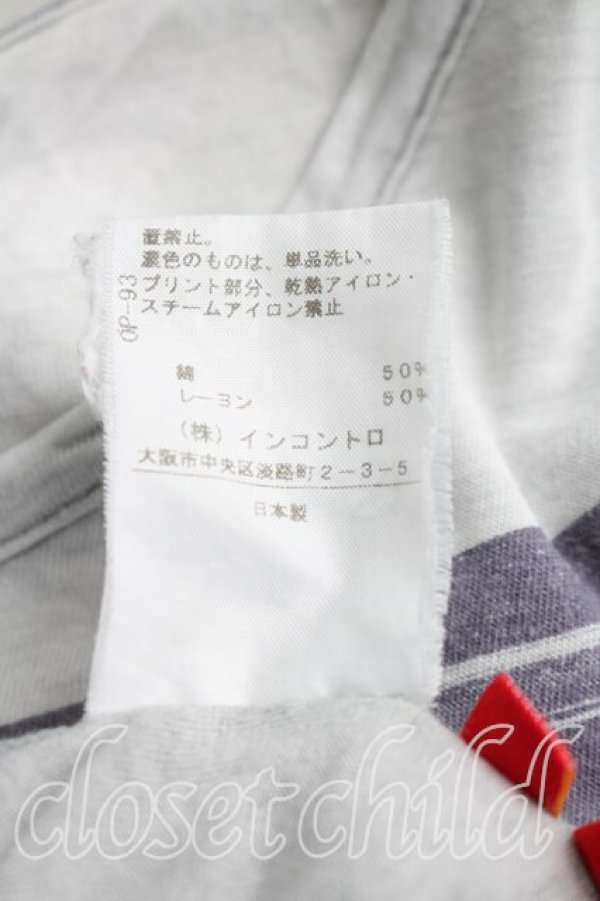 置禁止。
濃色のものは、単品洗い。
プリント部分、乾熱アイロン・
スチームアイロン禁止
綿 50%
レーヨン 50%
(株)インコントロ
大阪市中央区淡路町2-3-5
日本製
OP-93
closet child